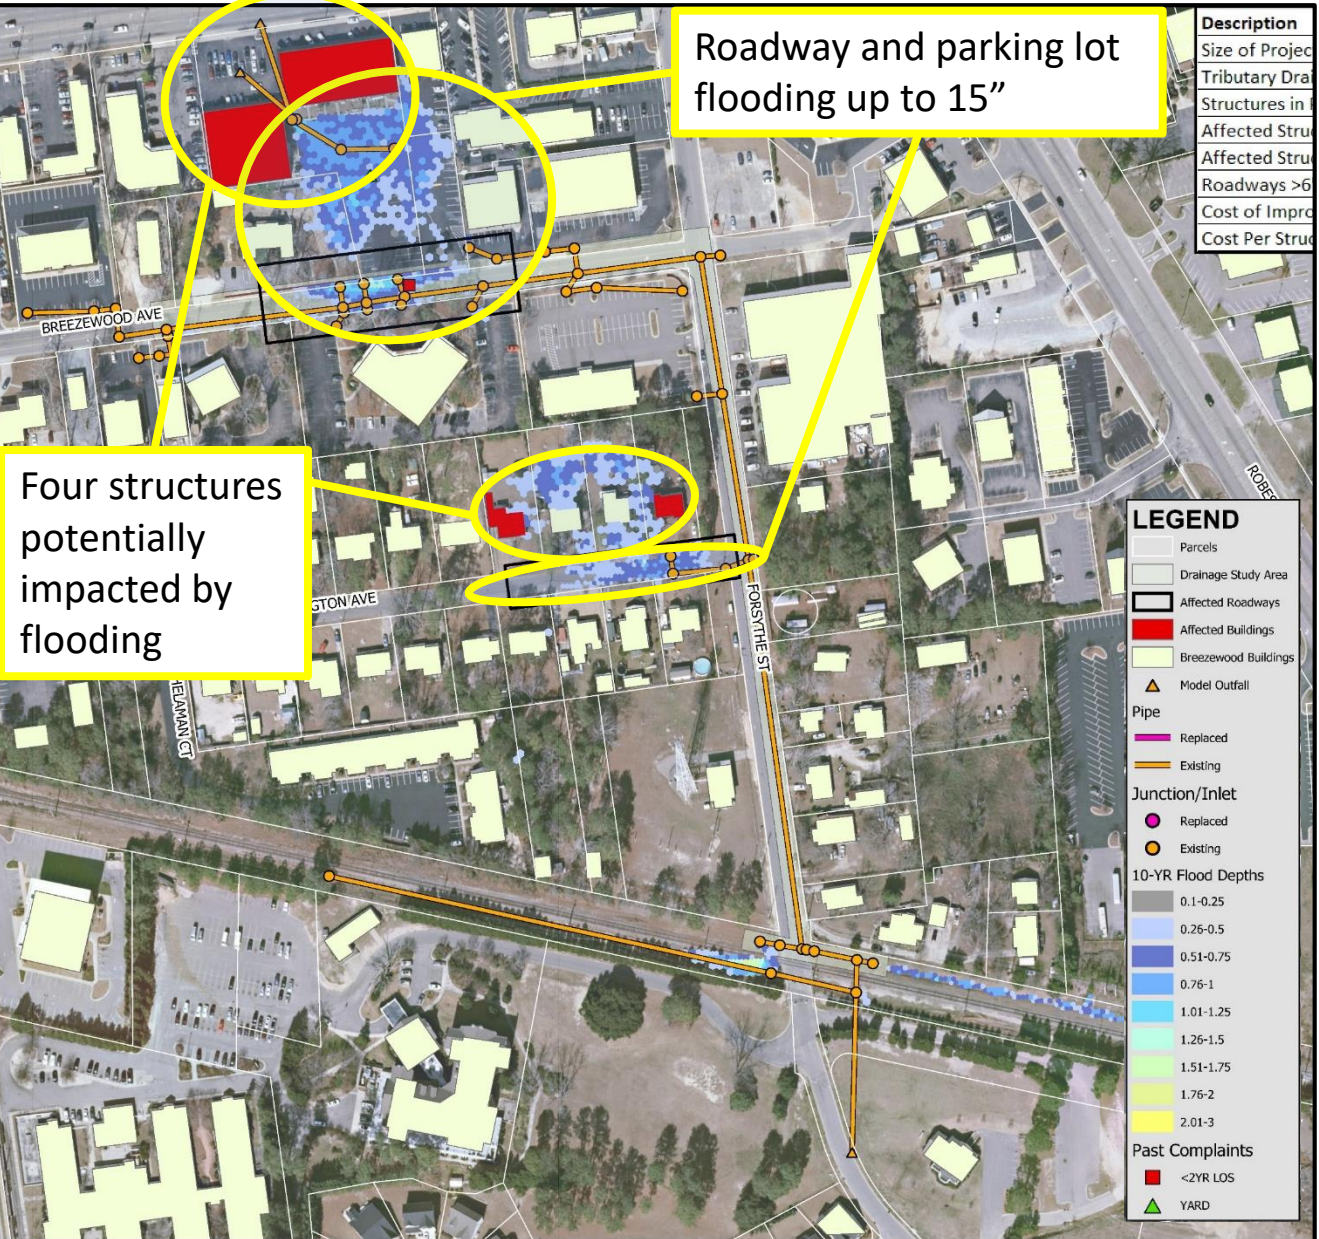 Roadway and parking lot
flooding up to 15”
Description
Size of Projec
Tributary Drai
Structures in
Affected Stru
Affected Stru
Roadways >6
Cost of Impro
Cost Per Struc
BREEZEWOOD AVE
Four structures
potentially
impacted by
flooding
GTON AVE
FORSYTHE ST
HELAMAN CT
ROBES
LEGEND
Parcels
Drainage Study Area
Affected Roadways
Affected Buildings
Breezewood Buildings
Model Outfall
Pipe
Replaced
Existing
Junction/Inlet
Replaced
Existing
10-YR Flood Depths
0.1-0.25
0.26-0.5
0.51-0.75
0.76-1
1.01-1.25
1.26-1.5
1.51-1.75
1.76-2
2.01-3
Past Complaints
<2YR LOS
YARD